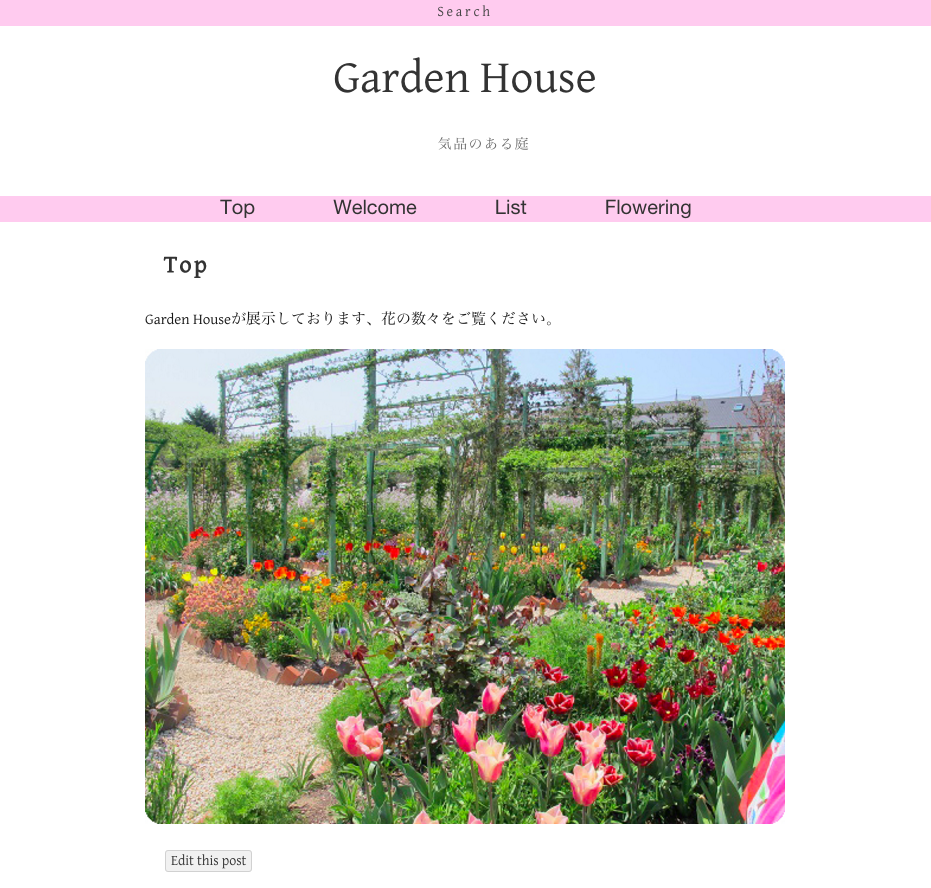 Search
Garden House
気品のある庭
Top Welcome List Flowering
Top
Garden Houseが展示しております、花の数々をご覧ください。
Edit this post